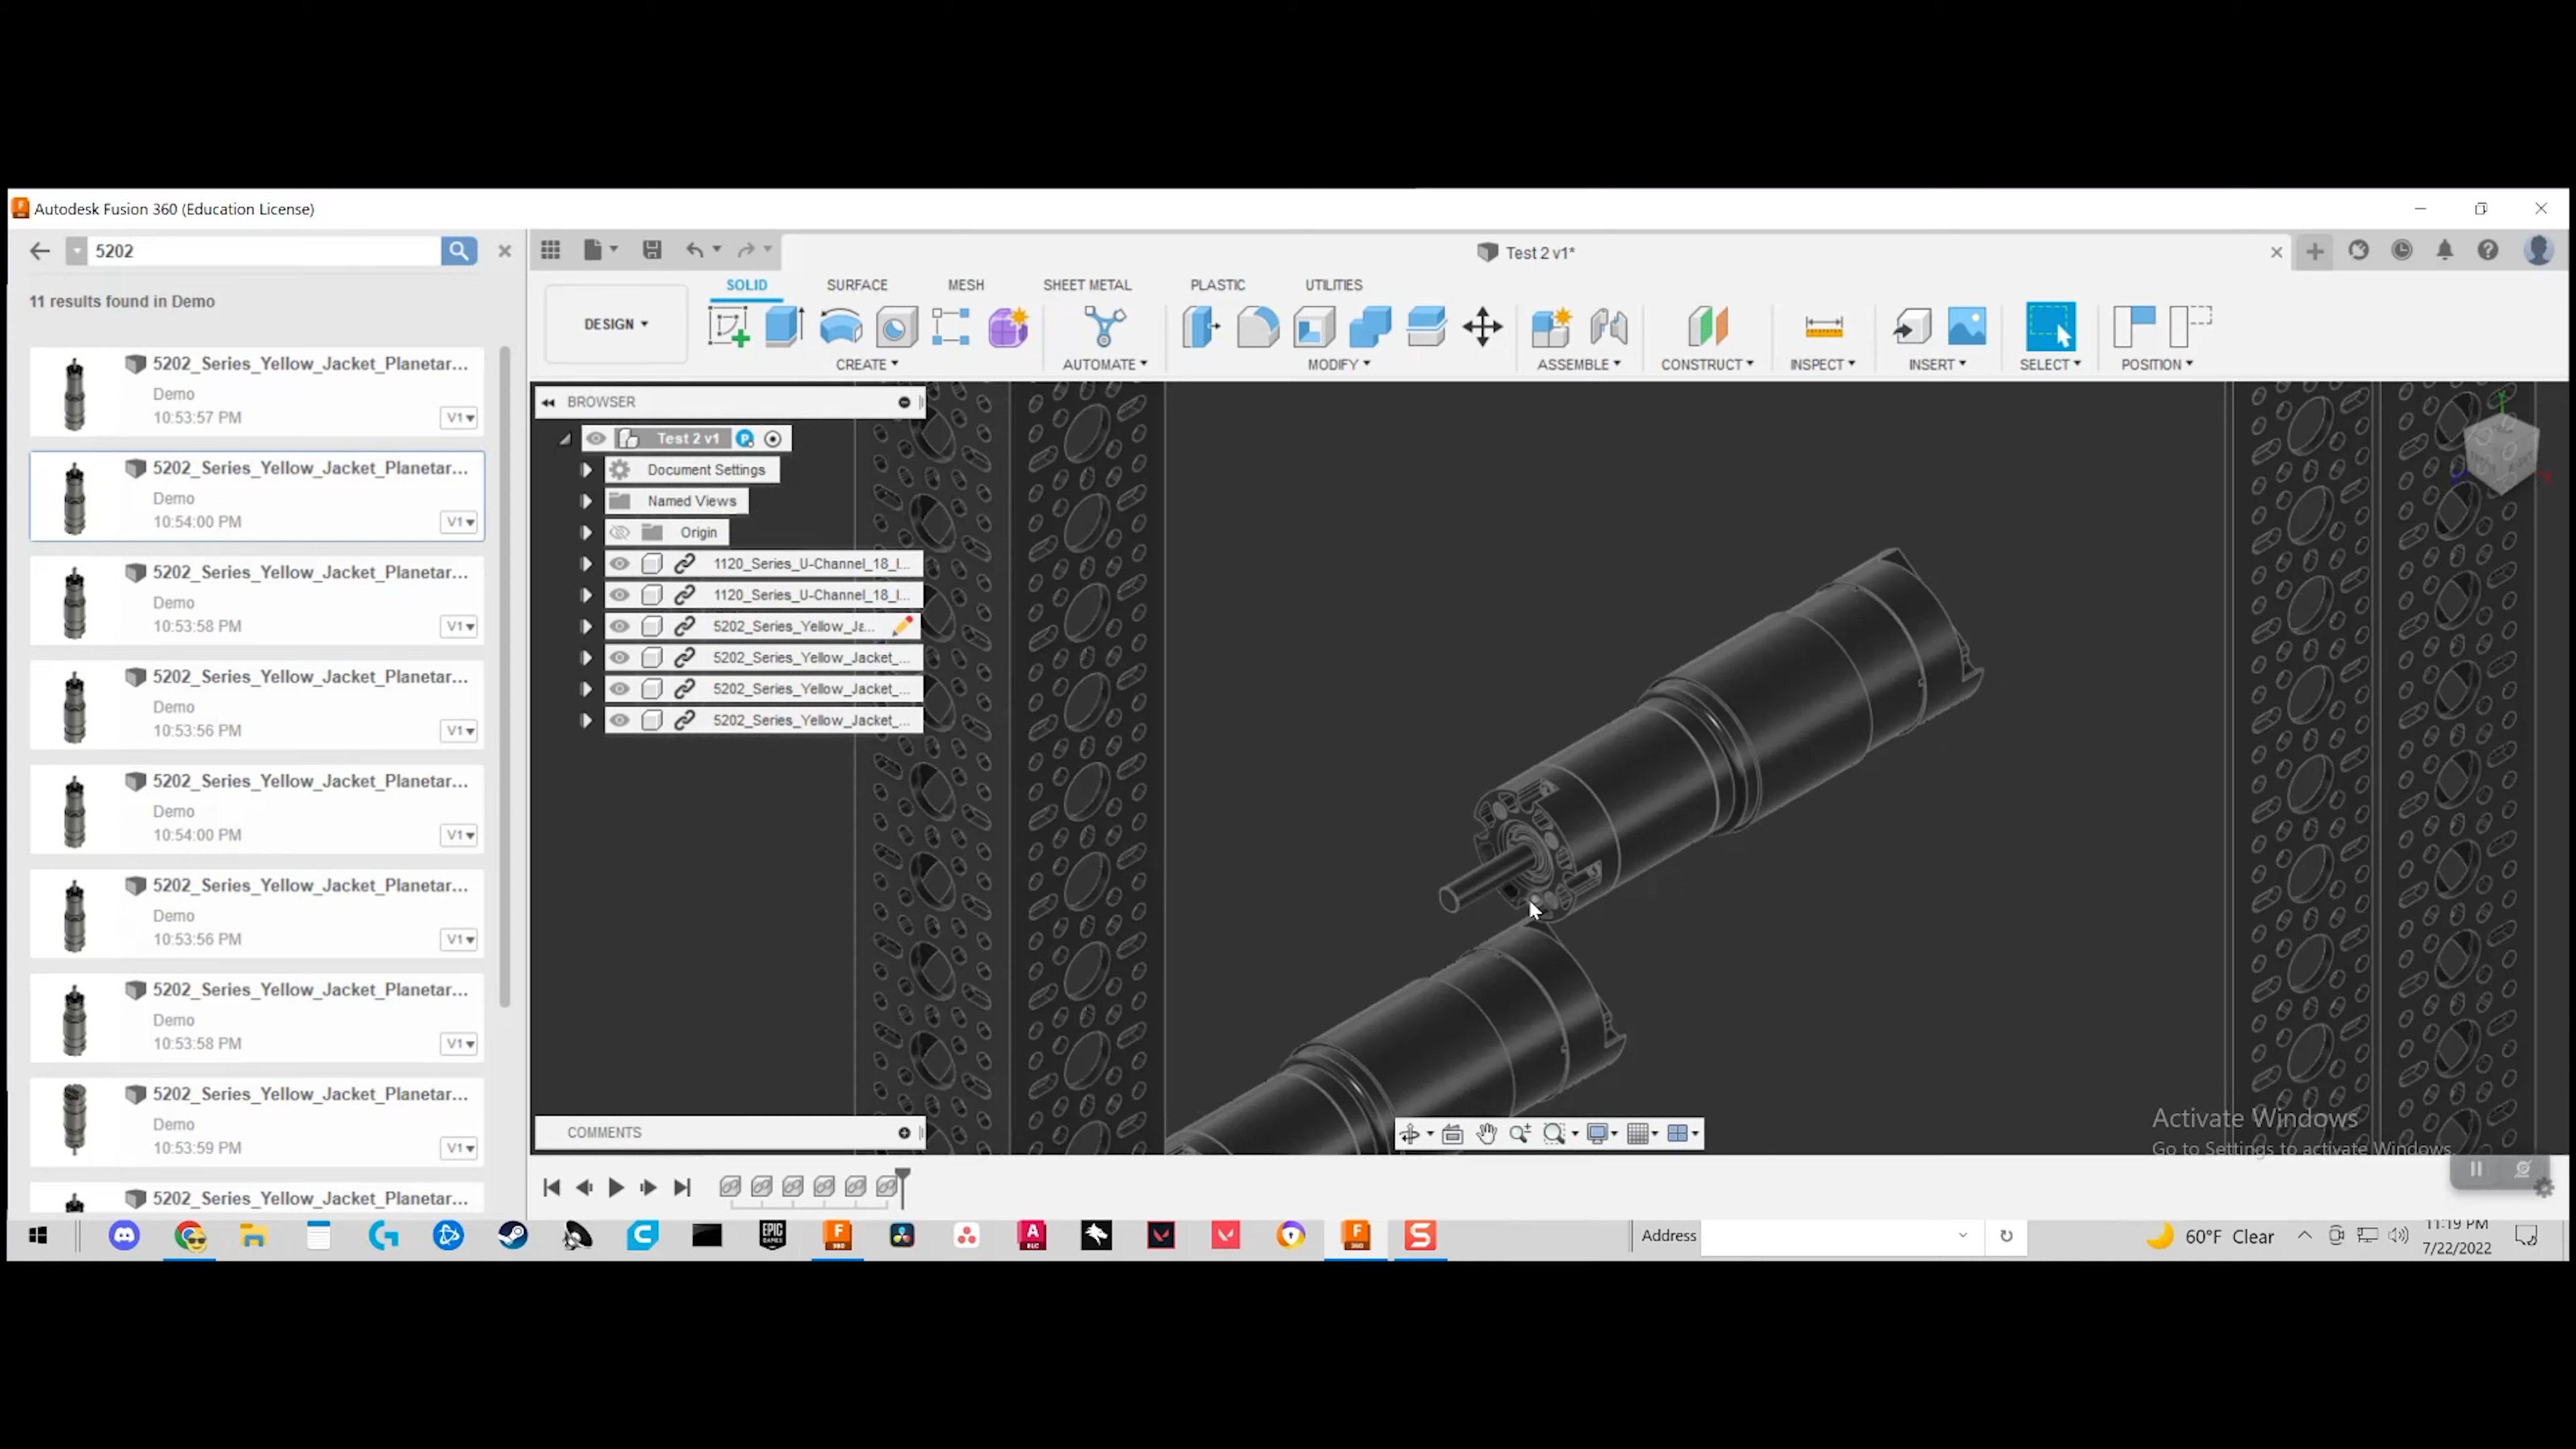 Autodesk Fusion 360 (Education License)
5202
11 results found in Demo
5202_Series_Yellow_Jacket_Planetar...
Demo
10:53:57 PM
V1
5202_Series_Yellow_Jacket_Planetar...
Demo
10:54:00 PM
V1
5202_Series_Yellow_Jacket_Planetar...
Demo
10:53:58 PM
V1
5202_Series_Yellow_Jacket_Planetar...
Demo
10:53:56 PM
V1
5202_Series_Yellow_Jacket_Planetar...
Demo
10:54:00 PM
V1
5202_Series_Yellow_Jacket_Planetar...
Demo
10:53:56 PM
V1
5202_Series_Yellow_Jacket_Planetar...
Demo
10:53:58 PM
V1
5202_Series_Yellow_Jacket_Planetar...
Demo
10:53:59 PM
V1
5202_Series_Yellow_Jacket_Planetar...
Test 2 v1*
SOLID SURFACE MESH SHEET METAL PLASTIC UTILITIES
DESIGN
CREATE AUTOMATE MODIFY ASSEMBLE CONSTRUCT INSPECT INSERT SELECT POSITION
BROWSER
Test 2 v1
Document Settings
Named Views
Origin
1120_Series_U-Channel_18_I...
1120_Series_U-Channel_18_I...
5202_Series_Yellow_Ja...
5202_Series_Yellow_Jacket_...
5202_Series_Yellow_Jacket_...
5202_Series_Yellow_Jacket_...
COMMENTS
Activate Windows
Go to Settings to activate Windows.
EPIC GAMES
Address
60°F Clear
11:19 PM
7/22/2022